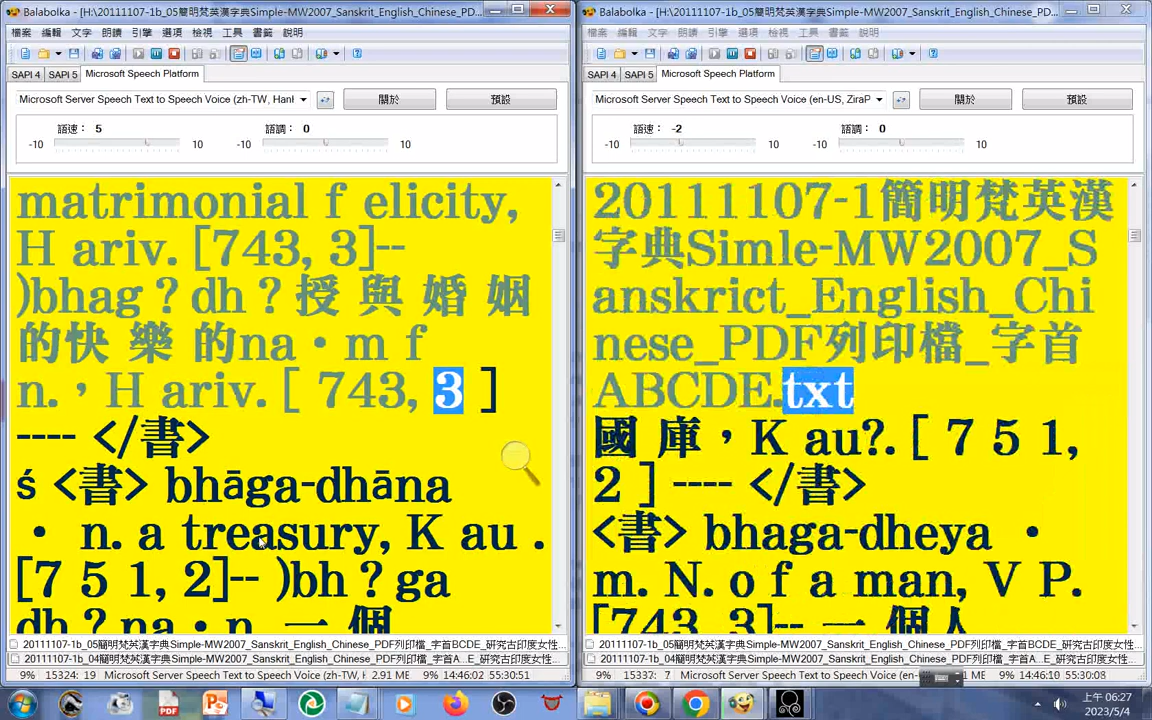 Balabolka - [H:\20111107-1b_05簡明梵英漢字典Simple-MW2007_Sanskrit_English_Chinese_PD...
檔案 編輯 文字 朗讀 引擎 選項 檢視 工具 書籤 說明
SAPI 4 SAPI 5 Microsoft Speech Platform
Microsoft Server Speech Text to Speech Voice (zh-TW, HanH
關於
預設
語速： 5
語調： 0
-10 10 -10 10
matrimonial f elicity,
H ariv. [743, 3]--
)bhag？dh？授 與 婚 姻
的快 樂 的na‧m f
n.，H ariv. [ 743, 3 ]
---- </書>
ś <書> bhāga-dhāna
‧ n. a treasury, K au .
[7 5 1, 2]-- )bh？ga
dh？na‧n. 一 個
20111107-1b_05簡明梵英漢字典Simple-MW2007_Sanskrit_English_Chinese_PDF列印檔_字首BCDE_研究古印度女性...
20111107-1b_04簡明梵英漢字典Simple-MW2007_Sanskrit_English_Chinese_PDF列印檔_字首A...E_研究古印度女性...
9% 15324: 19 Microsoft Server Speech Text to Speech Voice (zh-TW, 2.91 ME 9% 14:46:02 55:30:51
Balabolka - [H:\20111107-1b_05簡明梵英漢字典Simple-MW2007_Sanskrit_English_Chinese_PD...
檔案 編輯 文字 朗讀 引擎 選項 檢視 工具 書籤 說明
SAPI 4 SAPI 5 Microsoft Speech Platform
Microsoft Server Speech Text to Speech Voice (en-US, ZiraP
關於
預設
語速： -2
語調： 0
-10 10 -10 10
20111107-1簡明梵英漢
字典Simle-MW2007_S
anskrict_English_Chi
nese_PDF列印檔_字首
ABCDE.txt
國 庫，K au?. [ 7 5 1,
2 ] ---- </書>
<書> bhaga-dheya ‧
m. N. o f a man, V P.
[743, 3]-- 一 個人
20111107-1b_05簡明梵英漢字典Simple-MW2007_Sanskrit_English_Chinese_PDF列印檔_字首BCDE_研究古印度女性...
20111107-1b_04簡明梵英漢字典Simple-MW2007_Sanskrit_English_Chinese_PDF列印檔_字首A...E_研究古印度女性...
9% 15337: 7 Microsoft Server Speech Text to Speech Voice (en-U ME 9% 14:46:10 55:30:08
PDF
上午 06:27
2023/5/4